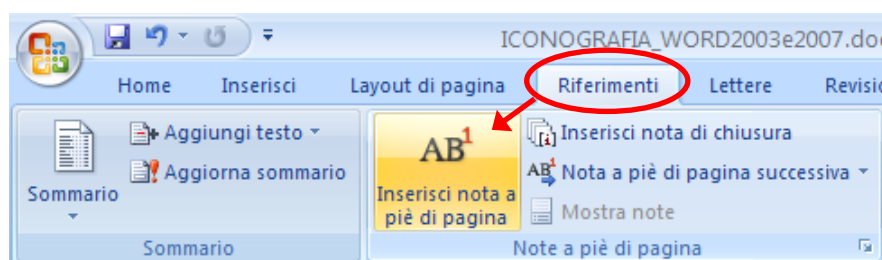 ICONOGRAFIA_WORD2003e2007.doc
Home Inserisci Layout di pagina Riferimenti Lettere Revisio
Sommario
Aggiungi testo
Aggiorna sommario
Sommario
AB1
Inserisci nota a
piè di pagina
Inserisci nota di chiusura
AB1 Nota a piè di pagina successiva
Mostra note
Note a piè di pagina